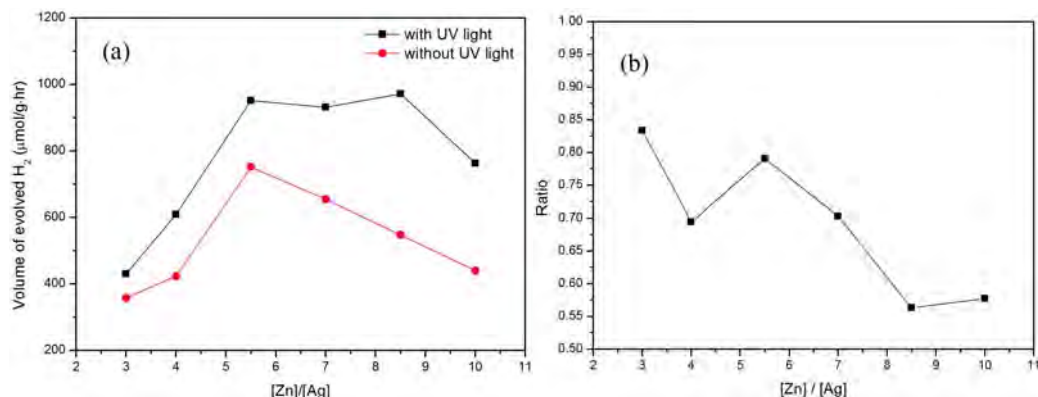 (a)
with UV light
without UV light
Volume of evolved H₂ (μmol/g·hr)
1200
1000
800
600
400
200
3 4 5 6 7 8 9 10 11
[Zn]/[Ag]
(b)
Ratio
1.00
0.95
0.90
0.85
0.80
0.75
0.70
0.65
0.60
0.55
0.50
2 3 4 5 6 7 8 9 10 11
[Zn] / [Ag]